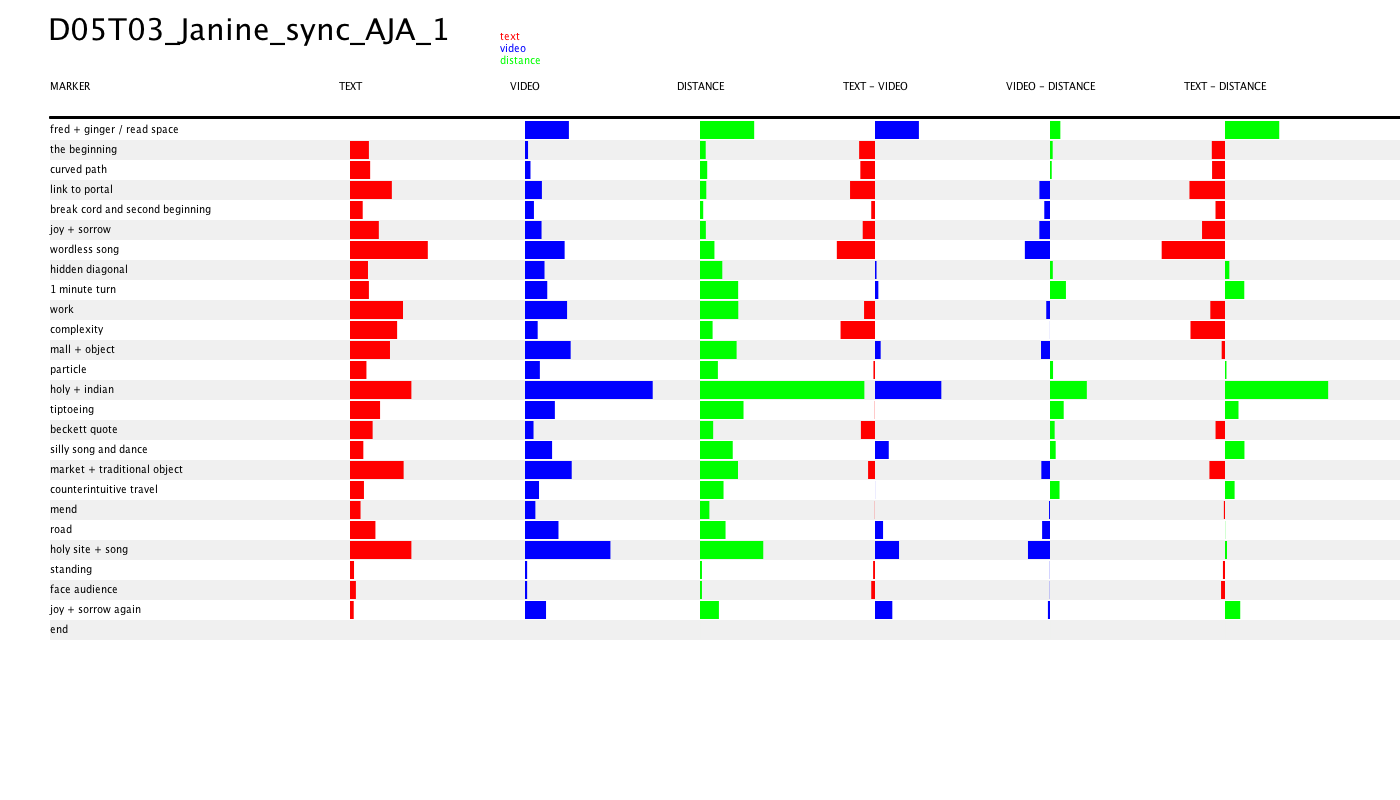 D05T03_Janine_sync_AJA_1
text
video
distance
MARKER TEXT VIDEO DISTANCE TEXT – VIDEO VIDEO – DISTANCE TEXT – DISTANCE
fred + ginger / read space
the beginning
curved path
link to portal
break cord and second beginning
joy + sorrow
wordless song
hidden diagonal
1 minute turn
work
complexity
mall + object
particle
holy + indian
tiptoeing
beckett quote
silly song and dance
market + traditional object
counterintuitive travel
mend
road
holy site + song
standing
face audience
joy + sorrow again
end